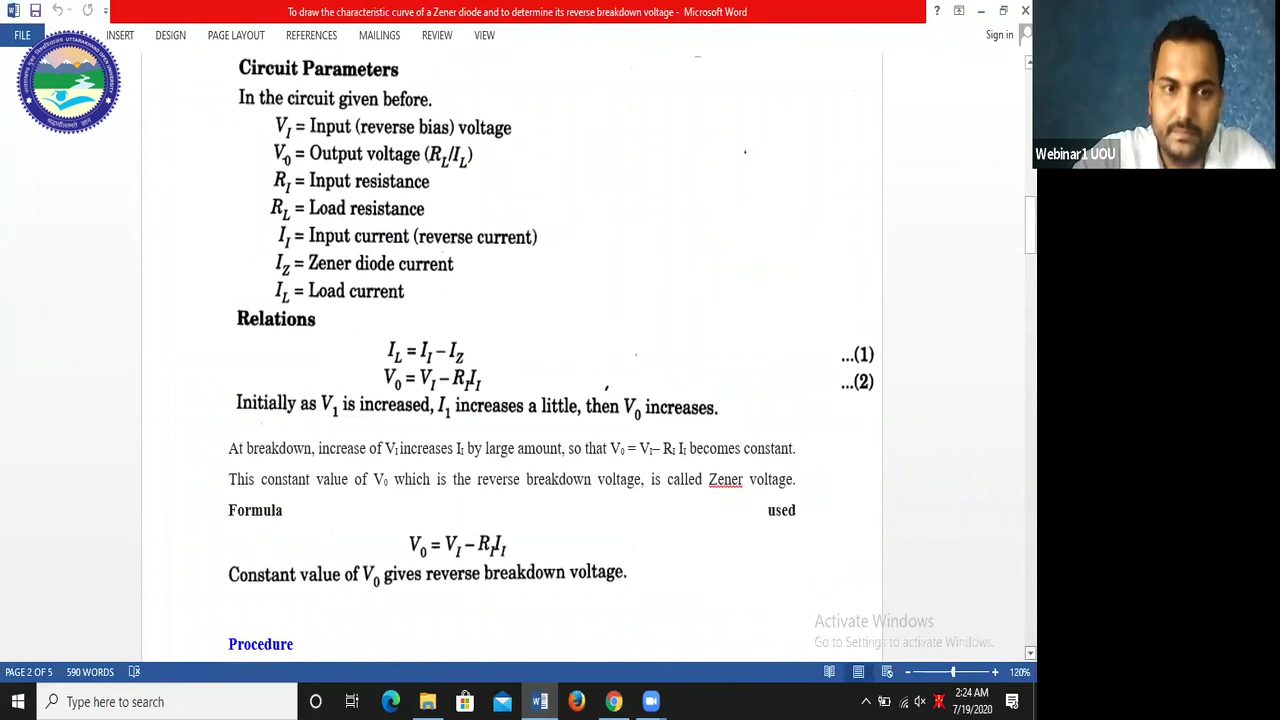 To draw the characteristic curve of a Zener diode and to determine its reverse breakdown voltage - Microsoft Word
?
FILE INSERT DESIGN PAGE LAYOUT REFERENCES MAILINGS REVIEW VIEW Sign in
Circuit Parameters
In the circuit given before.
V_I = Input (reverse bias) voltage
V_0 = Output voltage (R_L/I_L)
R_I = Input resistance
R_L = Load resistance
I_I = Input current (reverse current)
I_Z = Zener diode current
I_L = Load current
Relations
I_L = I_I – I_Z ...(1)
V_0 = V_I – R_I I_I ...(2)
Initially as V_1 is increased, I_1 increases a little, then V_0 increases.
At breakdown, increase of V_I increases I_I by large amount, so that V_0 = V_I– R_I I_I becomes constant.
This constant value of V_0 which is the reverse breakdown voltage, is called Zener voltage.
Formula used
V_0 = V_I – R_I I_I
Constant value of V_0 gives reverse breakdown voltage.
Procedure
Activate Windows
Go to Settings to activate Windows.
Webinar1 UOU
PAGE 2 OF 5 590 WORDS 120%
Type here to search
2:24 AM
7/19/2020